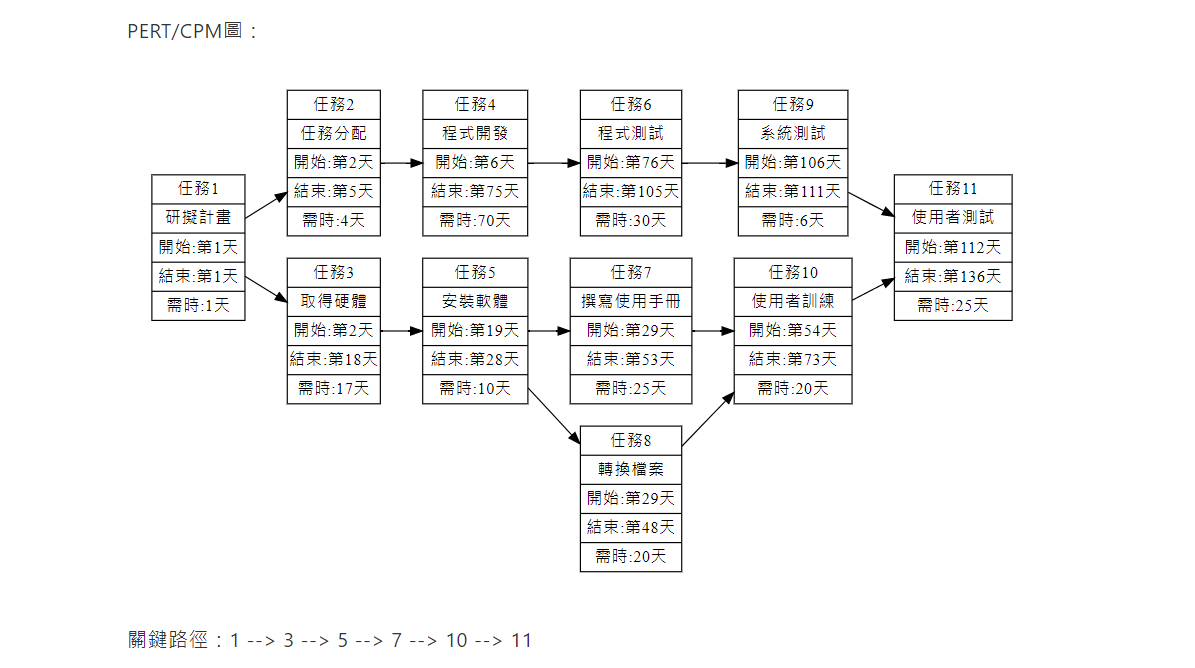 PERT/CPM圖：
任務1
研擬計畫
開始:第1天
結束:第1天
需時:1天
任務2
任務分配
開始:第2天
結束:第5天
需時:4天
任務4
程式開發
開始:第6天
結束:第75天
需時:70天
任務6
程式測試
開始:第76天
結束:第105天
需時:30天
任務9
系統測試
開始:第106天
結束:第111天
需時:6天
任務11
使用者測試
開始:第112天
結束:第136天
需時:25天
任務3
取得硬體
開始:第2天
結束:第18天
需時:17天
任務5
安裝軟體
開始:第19天
結束:第28天
需時:10天
任務7
撰寫使用手冊
開始:第29天
結束:第53天
需時:25天
任務10
使用者訓練
開始:第54天
結束:第73天
需時:20天
任務8
轉換檔案
開始:第29天
結束:第48天
需時:20天
關鍵路徑：1 --> 3 --> 5 --> 7 --> 10 --> 11